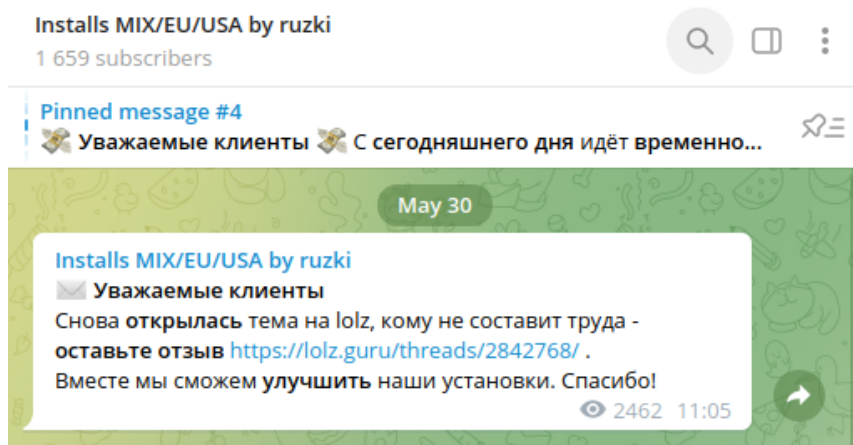 Installs MIX/EU/USA by ruzki
1 659 subscribers
Pinned message #4
💸 Уважаемые клиенты 💸 С сегодняшнего дня идёт временно...
May 30
Installs MIX/EU/USA by ruzki
✉️ Уважаемые клиенты
Снова открылась тема на lolz, кому не составит труда -
оставьте отзыв https://lolz.guru/threads/2842768/ .
Вместе мы сможем улучшить наши установки. Спасибо!
2462 11:05